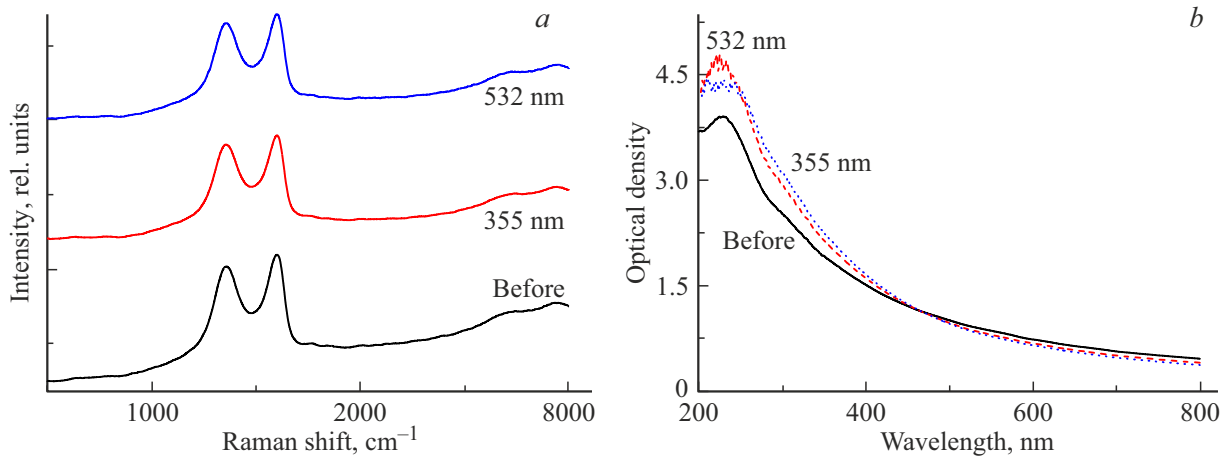 a
532 nm
355 nm
Before
Intensity, rel. units
1000
2000
8000
Raman shift, cm⁻¹
b
532 nm
4.5
355 nm
3.0
Before
1.5
0
Optical density
200
400
600
800
Wavelength, nm